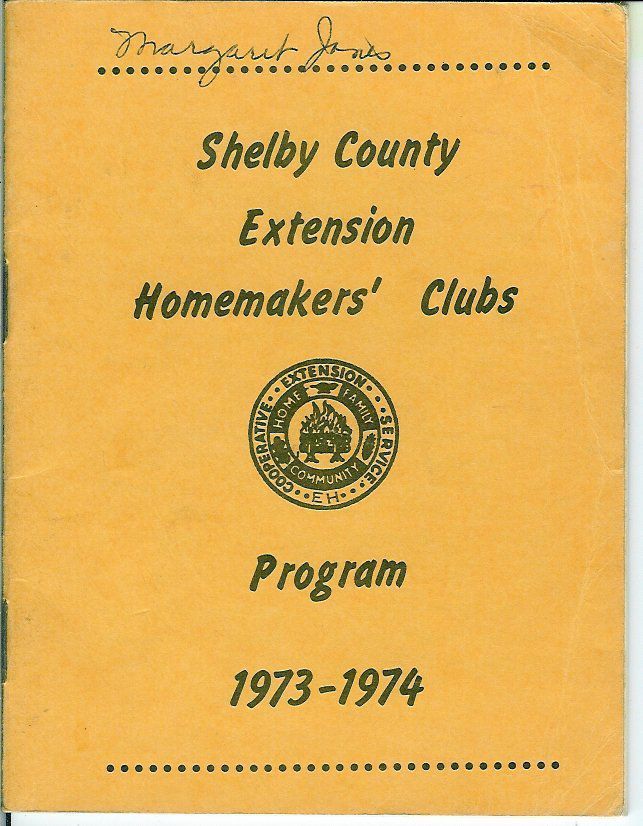 Margaret Jones
Shelby County
Extension
Homemakers' Clubs
COOPERATIVE · EXTENSION · SERVICE
HOME FAMILY
COMMUNITY
EH
Program
1973-1974